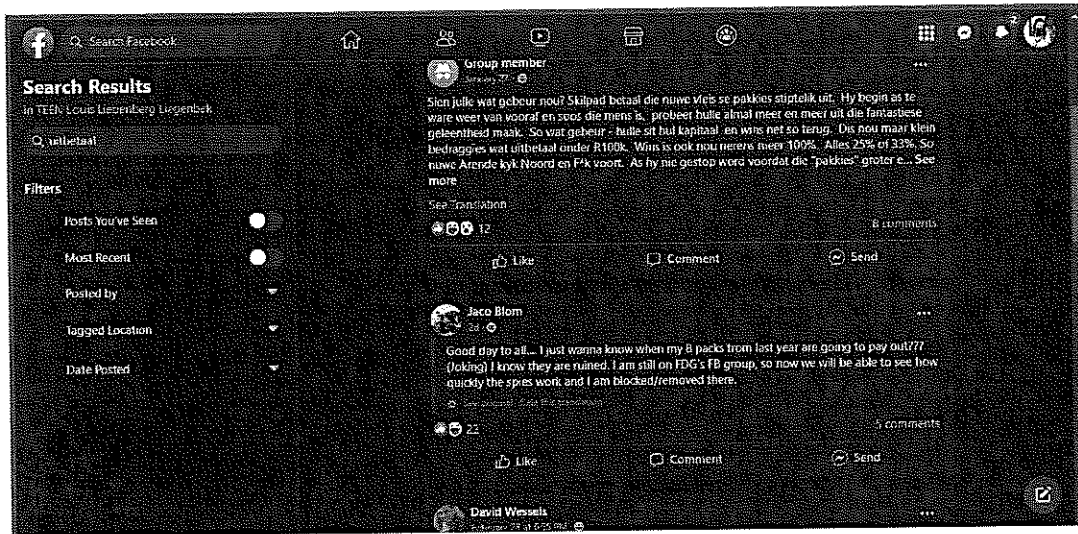 Search Facebook
2
Search Results
In TEEN Louis Liegenberg Liegenbek
uitbetaal
Filters
Posts You've Seen
Most Recent
Posted by
Tagged Location
Date Posted
Group member
January 27
Sien julle wat gebeur nou? Skilpad betaal die nuwe vleis se pakkies stiptelik uit. Hy begin as te
ware weer van vooraf en soos die mens is, probeer hulle almal meer en meer uit die fantastiese
geleentheid maak. So wat gebeur - hulle sit hul kapitaal en wins net so terug. Dis nou maar klein
bedraggies wat uitbetaal onder R100k. Wins is ook nou nerens meer 100%. Alles 25% of 33%. So
nuwe Arende kyk Noord en F*k voort. As hy nie gestop word voordat die "pakkies" groter e... See
more
See Translation
12
8 comments
Like Comment Send
Jaco Blom
2d
Good day to all.... I just wanna know when my 8 packs from last year are going to pay out???
(Joking) I know they are ruined. I am still on FDG's FB group, so now we will be able to see how
quickly the spies work and I am blocked/removed there.
22
5 comments
Like Comment Send
David Wessels